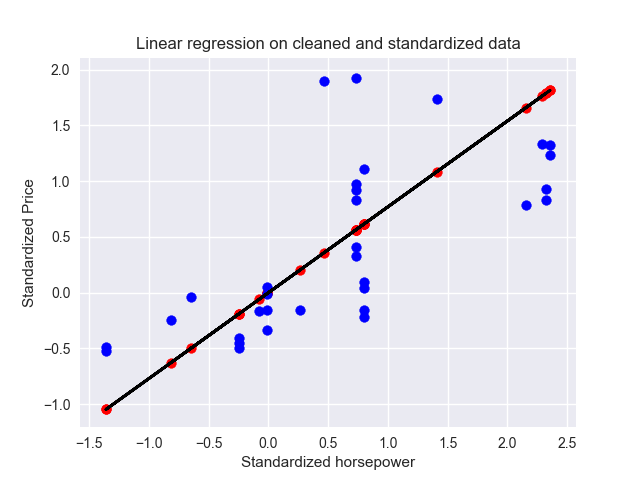 Linear regression on cleaned and standardized data
2.0
1.5
1.0
0.5
0.0
−0.5
−1.0
Standardized Price
−1.5 −1.0 −0.5 0.0 0.5 1.0 1.5 2.0 2.5
Standardized horsepower